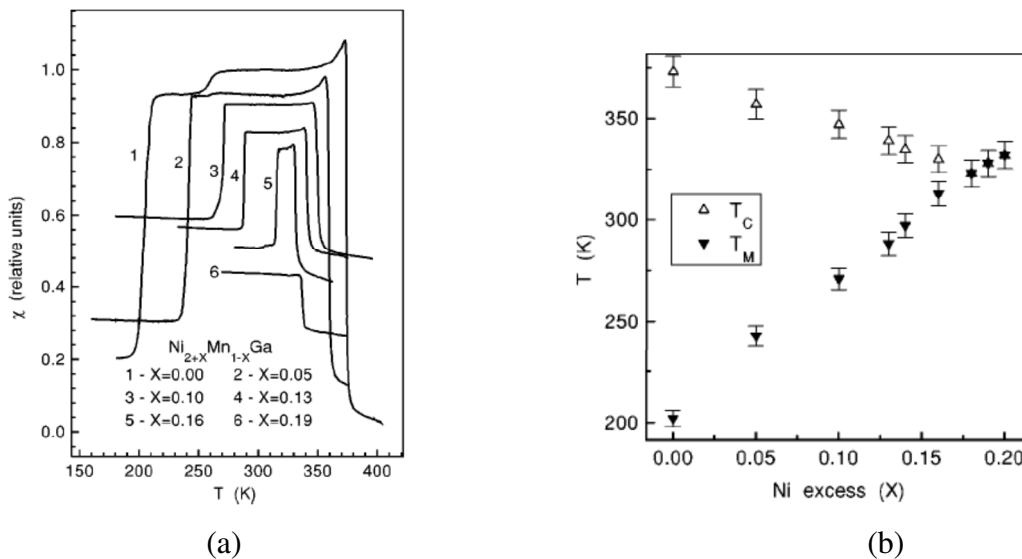 1.0
0.8
0.6
0.4
0.2
0.0
χ (relative units)
1
2
3
4
5
6
Ni2+XMn1-XGa
1 - X=0.00 2 - X=0.05
3 - X=0.10 4 - X=0.13
5 - X=0.16 6 - X=0.19
150 200 250 300 350 400
T (K)
(a)
350
300
250
200
T (K)
TC
TM
0.00 0.05 0.10 0.15 0.20
Ni excess (X)
(b)